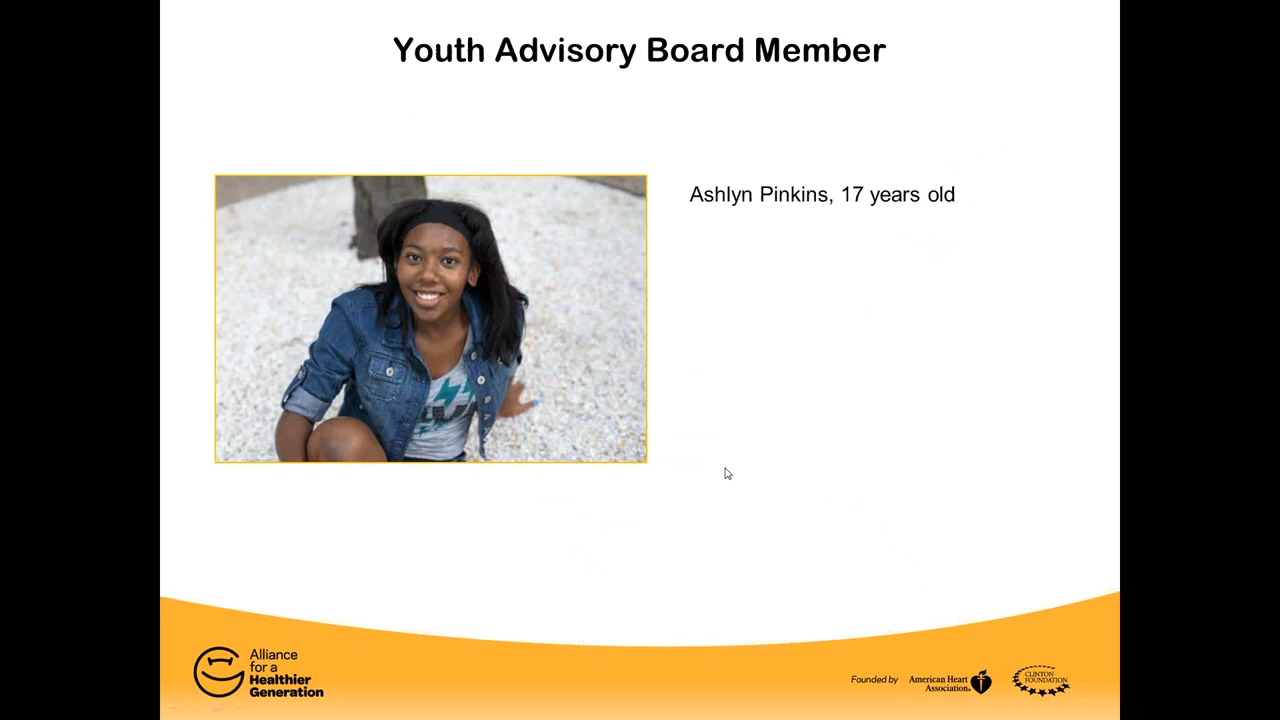 Youth Advisory Board Member
Ashlyn Pinkins, 17 years old
Alliance
for a
Healthier
Generation
Founded by
American Heart
Association®
CLINTON
FOUNDATION